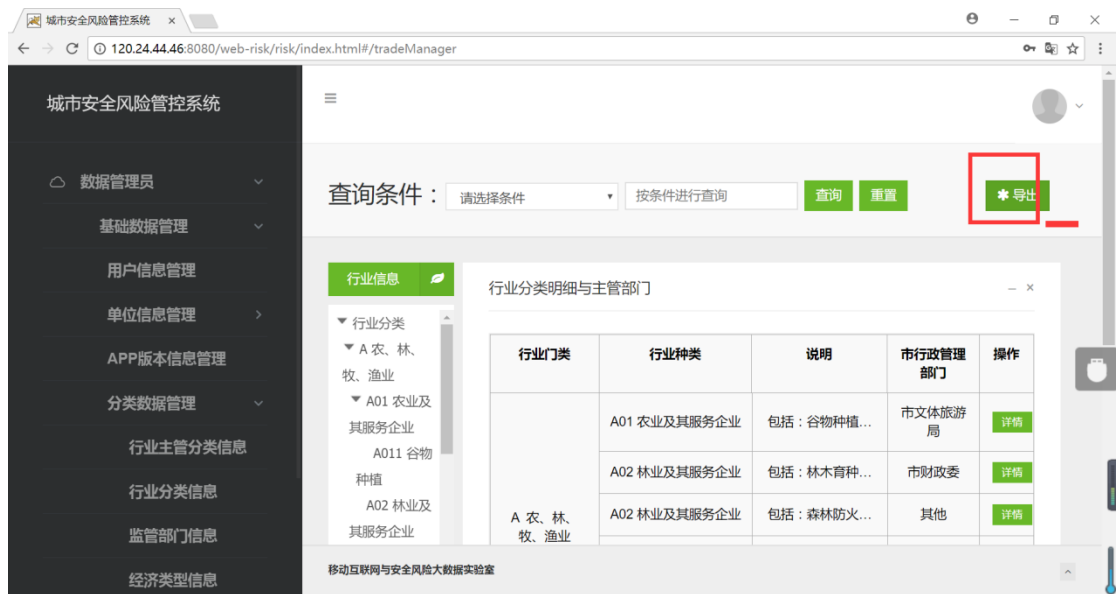 城市安全风险管控系统
120.24.44.46:8080/web-risk/risk/index.html#/tradeManager
城市安全风险管控系统
数据管理员
基础数据管理
用户信息管理
单位信息管理
APP版本信息管理
分类数据管理
行业主管分类信息
行业分类信息
监管部门信息
经济类型信息
查询条件：
请选择条件
按条件进行查询
查询
重置
导出
行业信息
行业分类
A 农、林、
牧、渔业
A01 农业及
其服务企业
A011 谷物
种植
A02 林业及
其服务企业
行业分类明细与主管部门
行业门类 行业种类 说明 市行政管理 操作
部门
A 农、林、
牧、渔业
A01 农业及其服务企业 包括：谷物种植... 市文体旅游 详情
局
A02 林业及其服务企业 包括：林木育种... 市财政委 详情
A02 林业及其服务企业 包括：森林防火... 其他 详情
移动互联网与安全风险大数据实验室